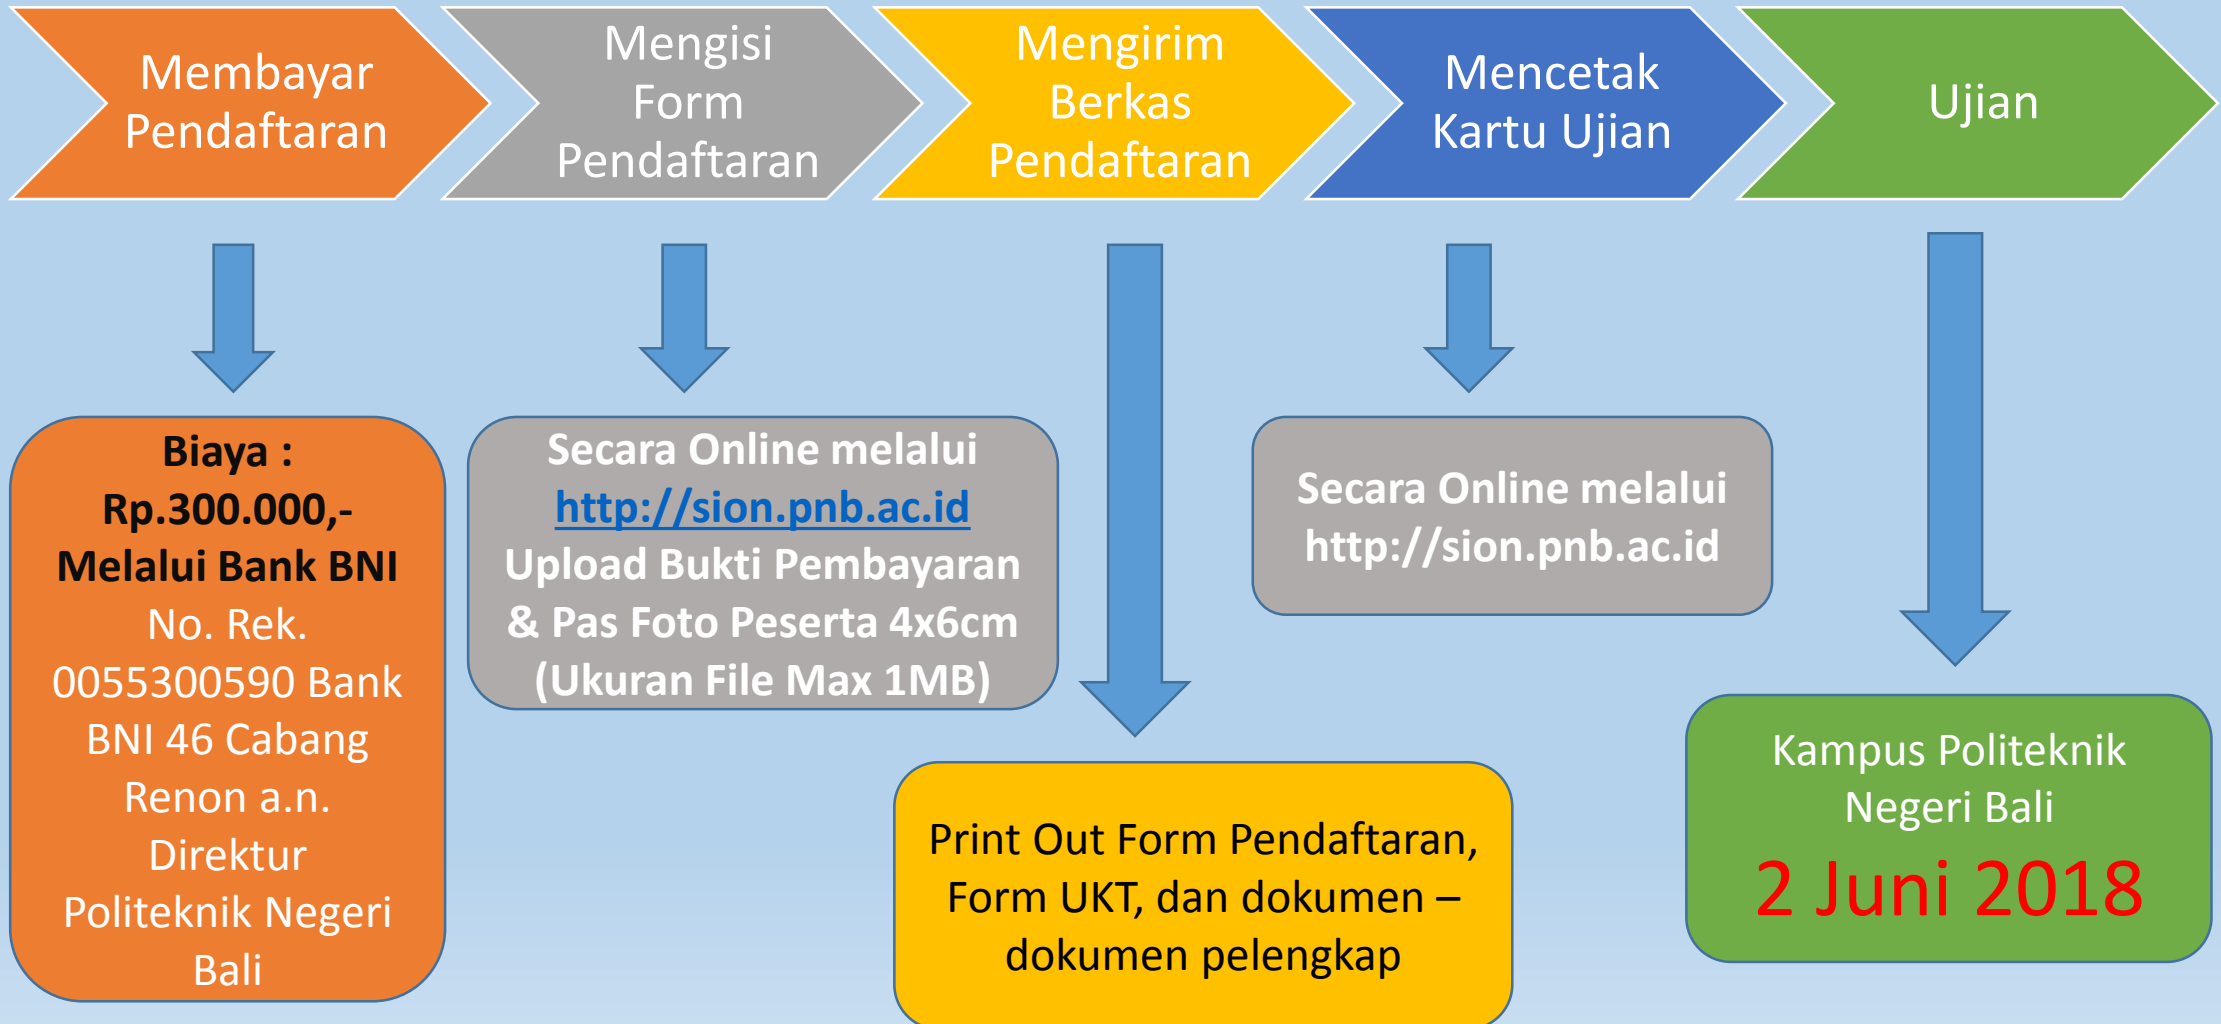 Membayar
Pendaftaran
Mengisi
Form
Pendaftaran
Mengirim
Berkas
Pendaftaran
Mencetak
Kartu Ujian
Ujian
Biaya :
Rp.300.000,-
Melalui Bank BNI
No. Rek.
0055300590 Bank
BNI 46 Cabang
Renon a.n.
Direktur
Politeknik Negeri
Bali
Secara Online melalui
http://sion.pnb.ac.id
Upload Bukti Pembayaran
& Pas Foto Peserta 4x6cm
(Ukuran File Max 1MB)
Print Out Form Pendaftaran,
Form UKT, dan dokumen –
dokumen pelengkap
Secara Online melalui
http://sion.pnb.ac.id
Kampus Politeknik
Negeri Bali
2 Juni 2018